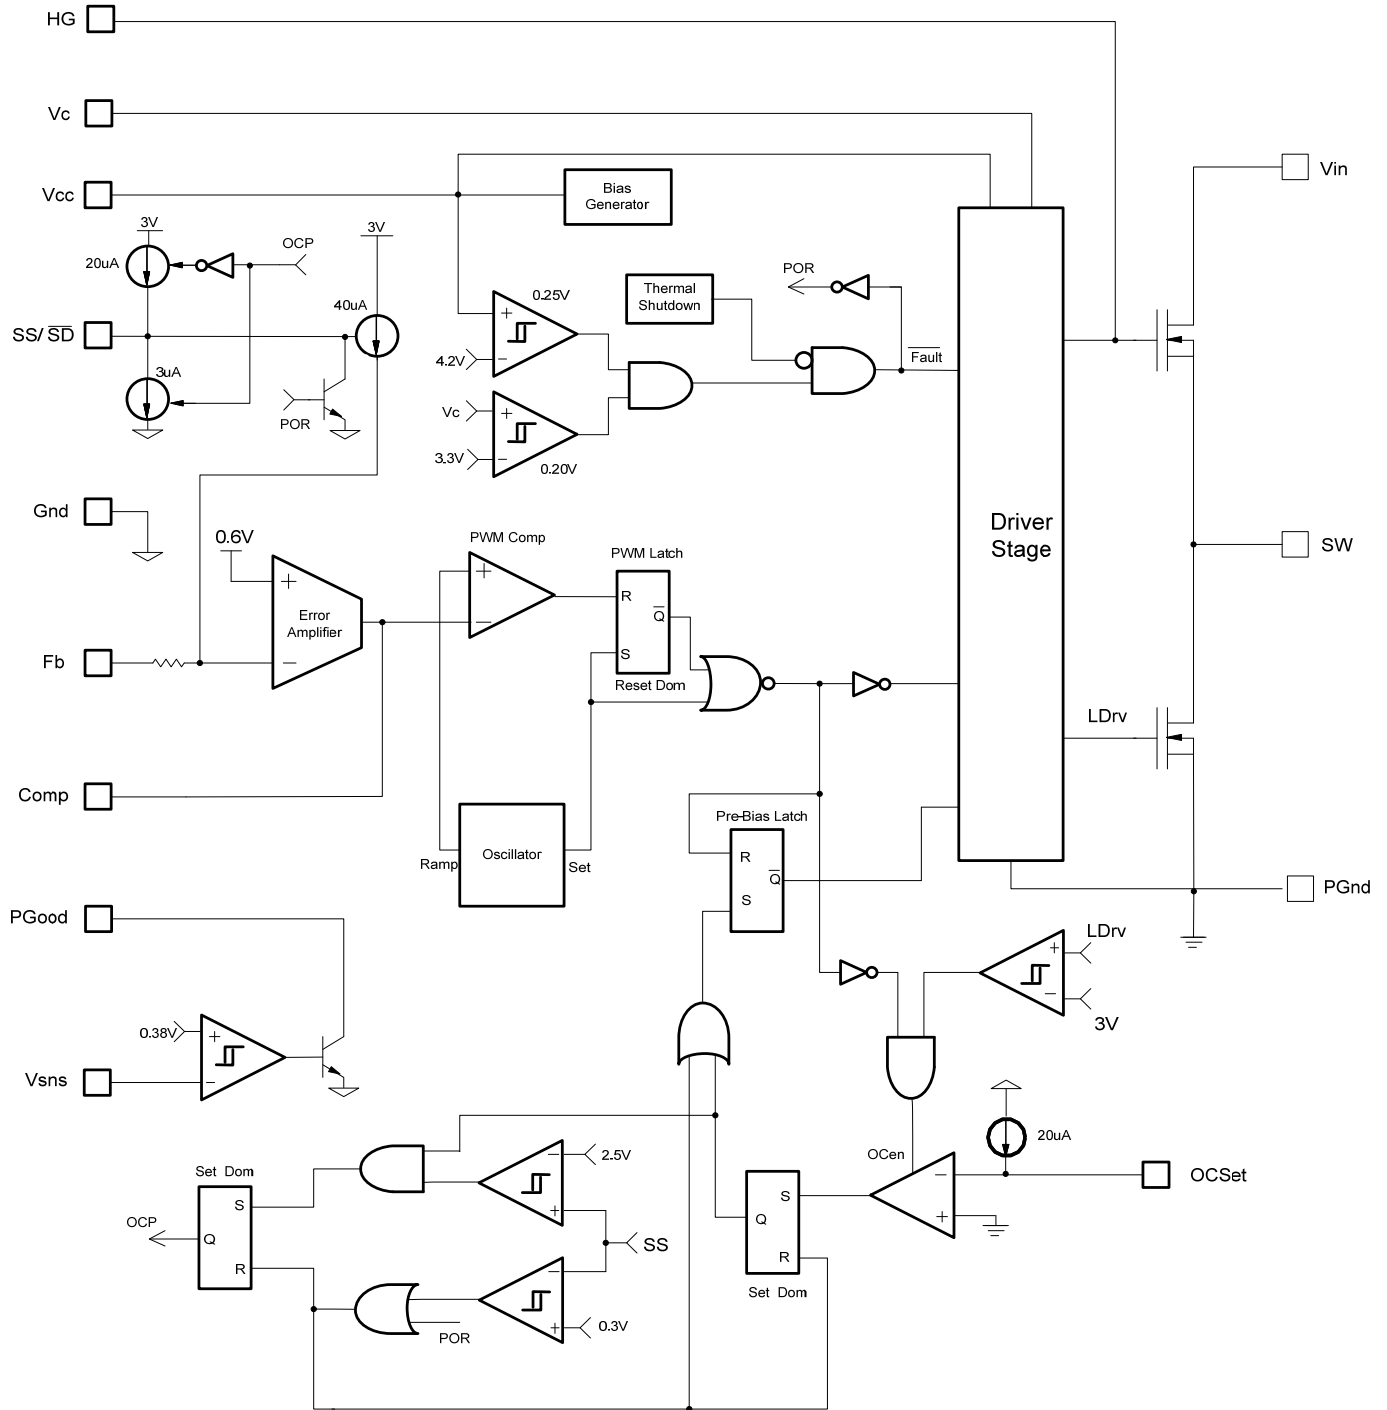 HG
Vc
Vin
Vcc
Bias
Generator
3V
3V
OCP
20uA
POR
Thermal
Shutdown
0.25V
40uA
SS/ SD
4.2V
Fault
3uA
Vc
POR
3.3V
0.20V
Gnd
Driver
Stage
0.6V
PWM Comp
PWM Latch
SW
+
+
R
Error
Amplifier
Q
−
−
S
Fb
Reset Dom
LDrv
Comp
Pre-Bias Latch
Ramp
Oscillator
Set
R
Q
S
PGnd
PGood
LDrv
+
−
3V
0.38V
+
−
Vsns
20uA
OCen
2.5V
−
+
Set Dom
S
OCP
Q
R
SS
S
Q
R
Set Dom
−
+
OCSet
−
+
0.3V
POR
+
−
+
−